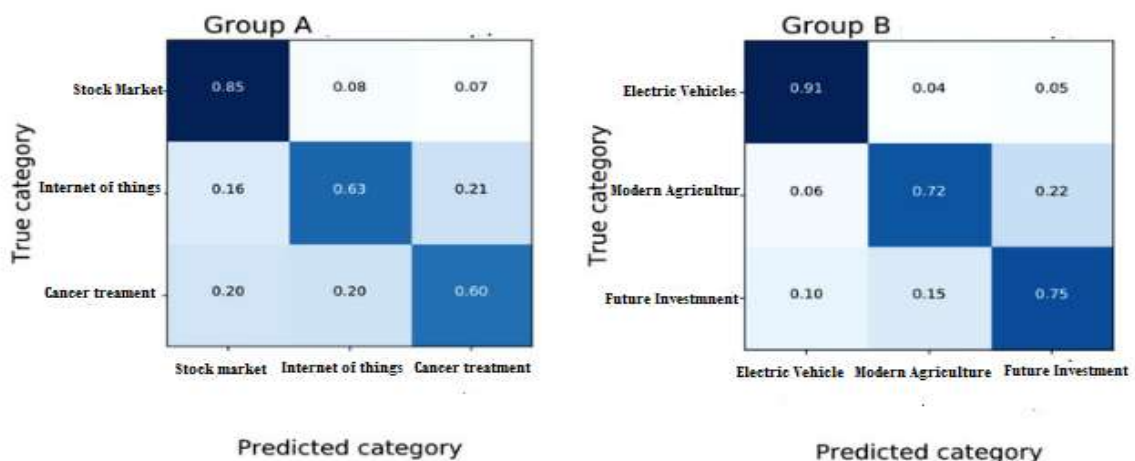 Group A
Stock Market
0.85 0.08 0.07
Internet of things
0.16 0.63 0.21
Cancer treament
0.20 0.20 0.60
True category
Stock market Internet of things Cancer treatment
Predicted category
Group B
Electric Vehicles
0.91 0.04 0.05
Modern Agricultur
0.06 0.72 0.22
Future Investmnent
0.10 0.15 0.75
True category
Electric Vehicle Modern Agriculture Future Investment
Predicted category